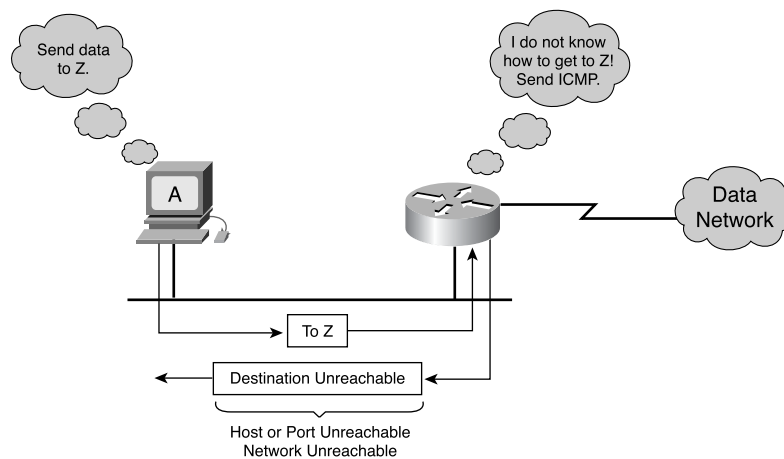 Send data
to Z.
I do not know
how to get to Z!
Send ICMP.
A
Data
Network
To Z
Destination Unreachable
Host or Port Unreachable
Network Unreachable